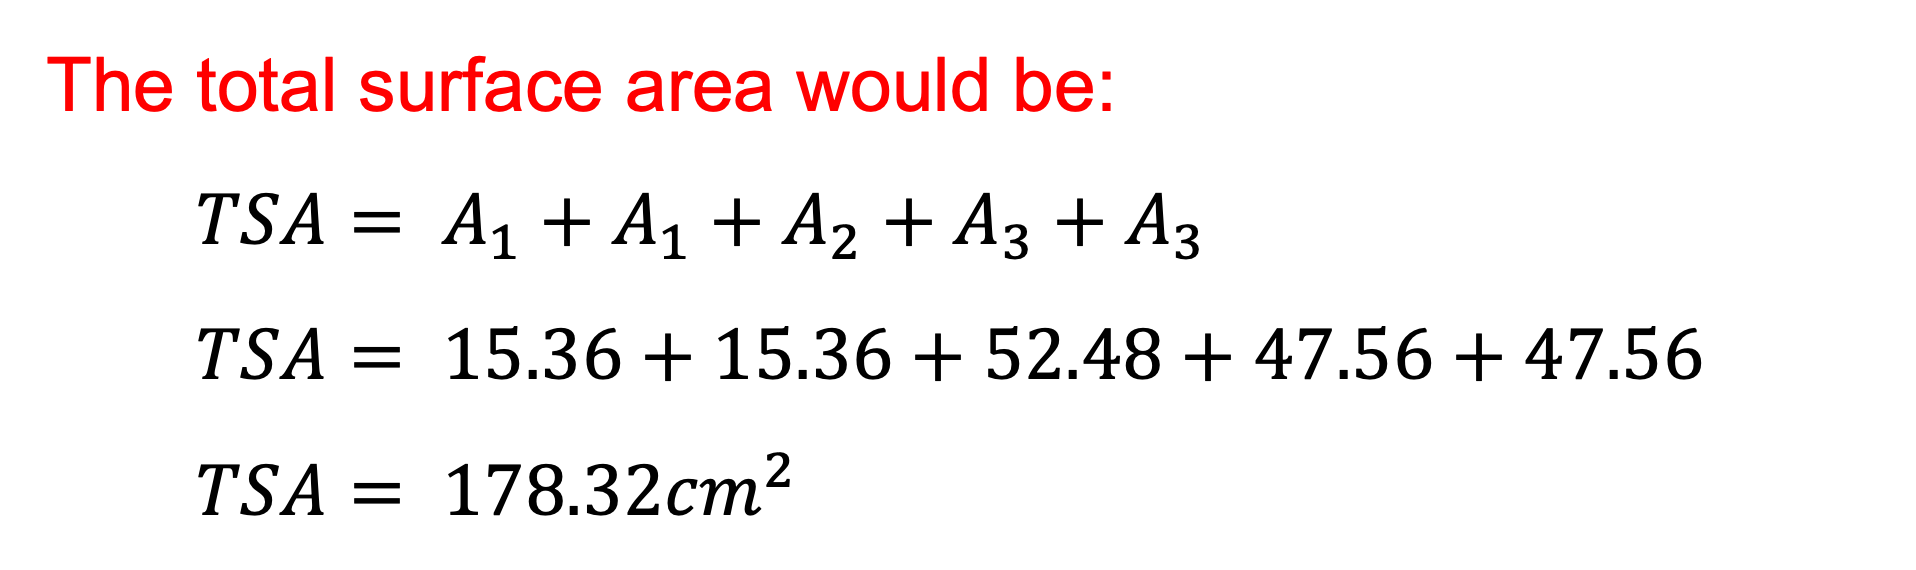 The total surface area would be:
TSA = A₁ + A₁ + A₂ + A₃ + A₃
TSA = 15.36 + 15.36 + 52.48 + 47.56 + 47.56
TSA = 178.32cm²